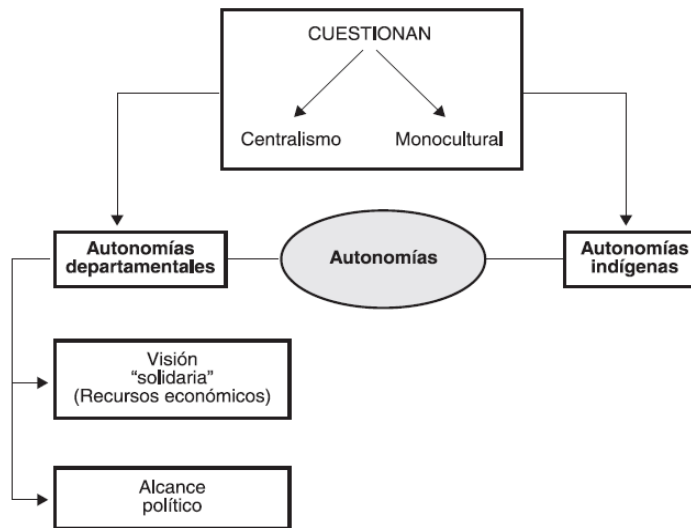 CUESTIONAN
Centralismo
Monocultural
Autonomías
departamentales
Autonomías
Autonomías
indígenas
Visión
“solidaria”
(Recursos económicos)
Alcance
político